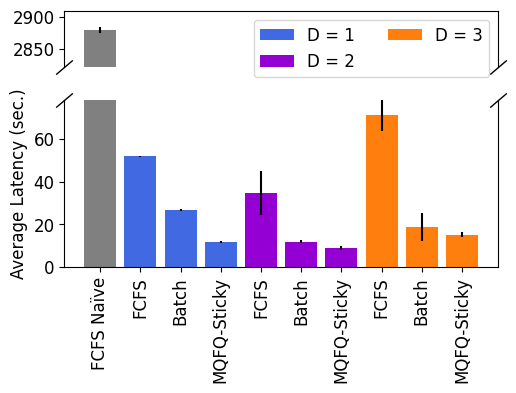 2900
2850
D = 1
D = 2
D = 3
Average Latency (sec.)
60
40
20
0
FCFS Naïve
FCFS
Batch
MQFQ-Sticky
FCFS
Batch
MQFQ-Sticky
FCFS
Batch
MQFQ-Sticky